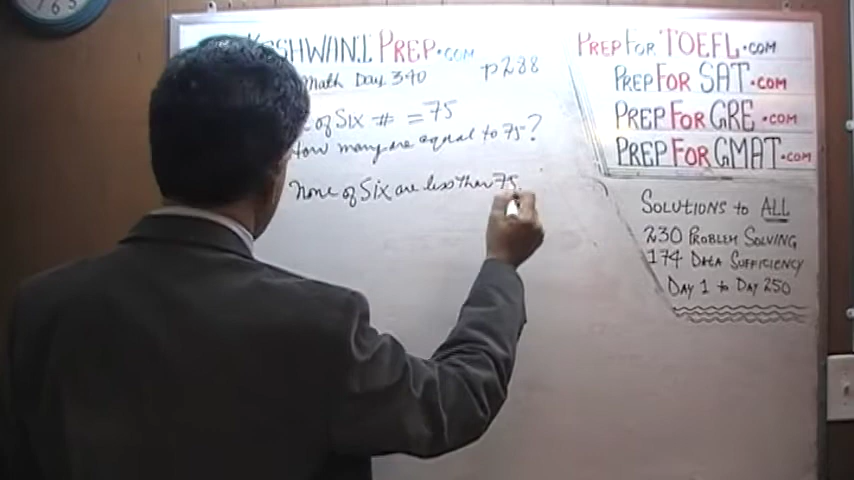 KESHWANI PREP.COM
Math Day 340 p288
of Six # = 75
How many are equal to 75?
None of Six are less than 75
PREP FOR TOEFL.COM
PREP FOR SAT.COM
PREP FOR GRE.COM
PREP FOR GMAT.COM
SOLUTIONS to ALL
230 PROBLEM SOLVING
174 DATA SUFFICIENCY
DAY 1 to DAY 250